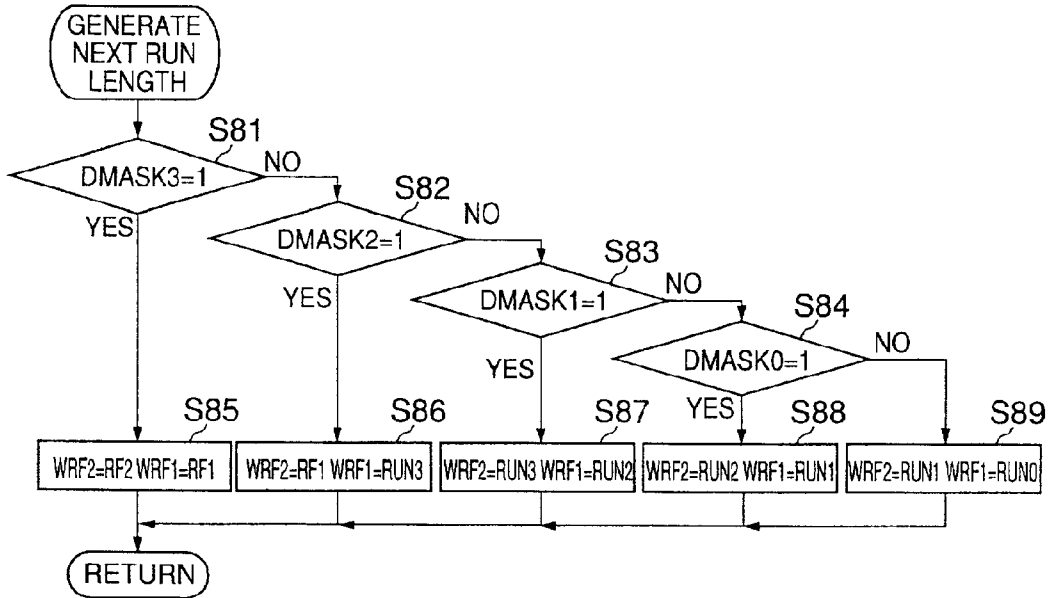 GENERATE
NEXT RUN
LENGTH
S81
DMASK3=1
NO
YES
S82
DMASK2=1
NO
YES
S83
DMASK1=1
NO
YES
S84
DMASK0=1
NO
YES
S85
WRF2=RF2 WRF1=RF1
S86
WRF2=RF1 WRF1=RUN3
S87
WRF2=RUN3 WRF1=RUN2
S88
WRF2=RUN2 WRF1=RUN1
S89
WRF2=RUN1 WRF1=RUN0
RETURN